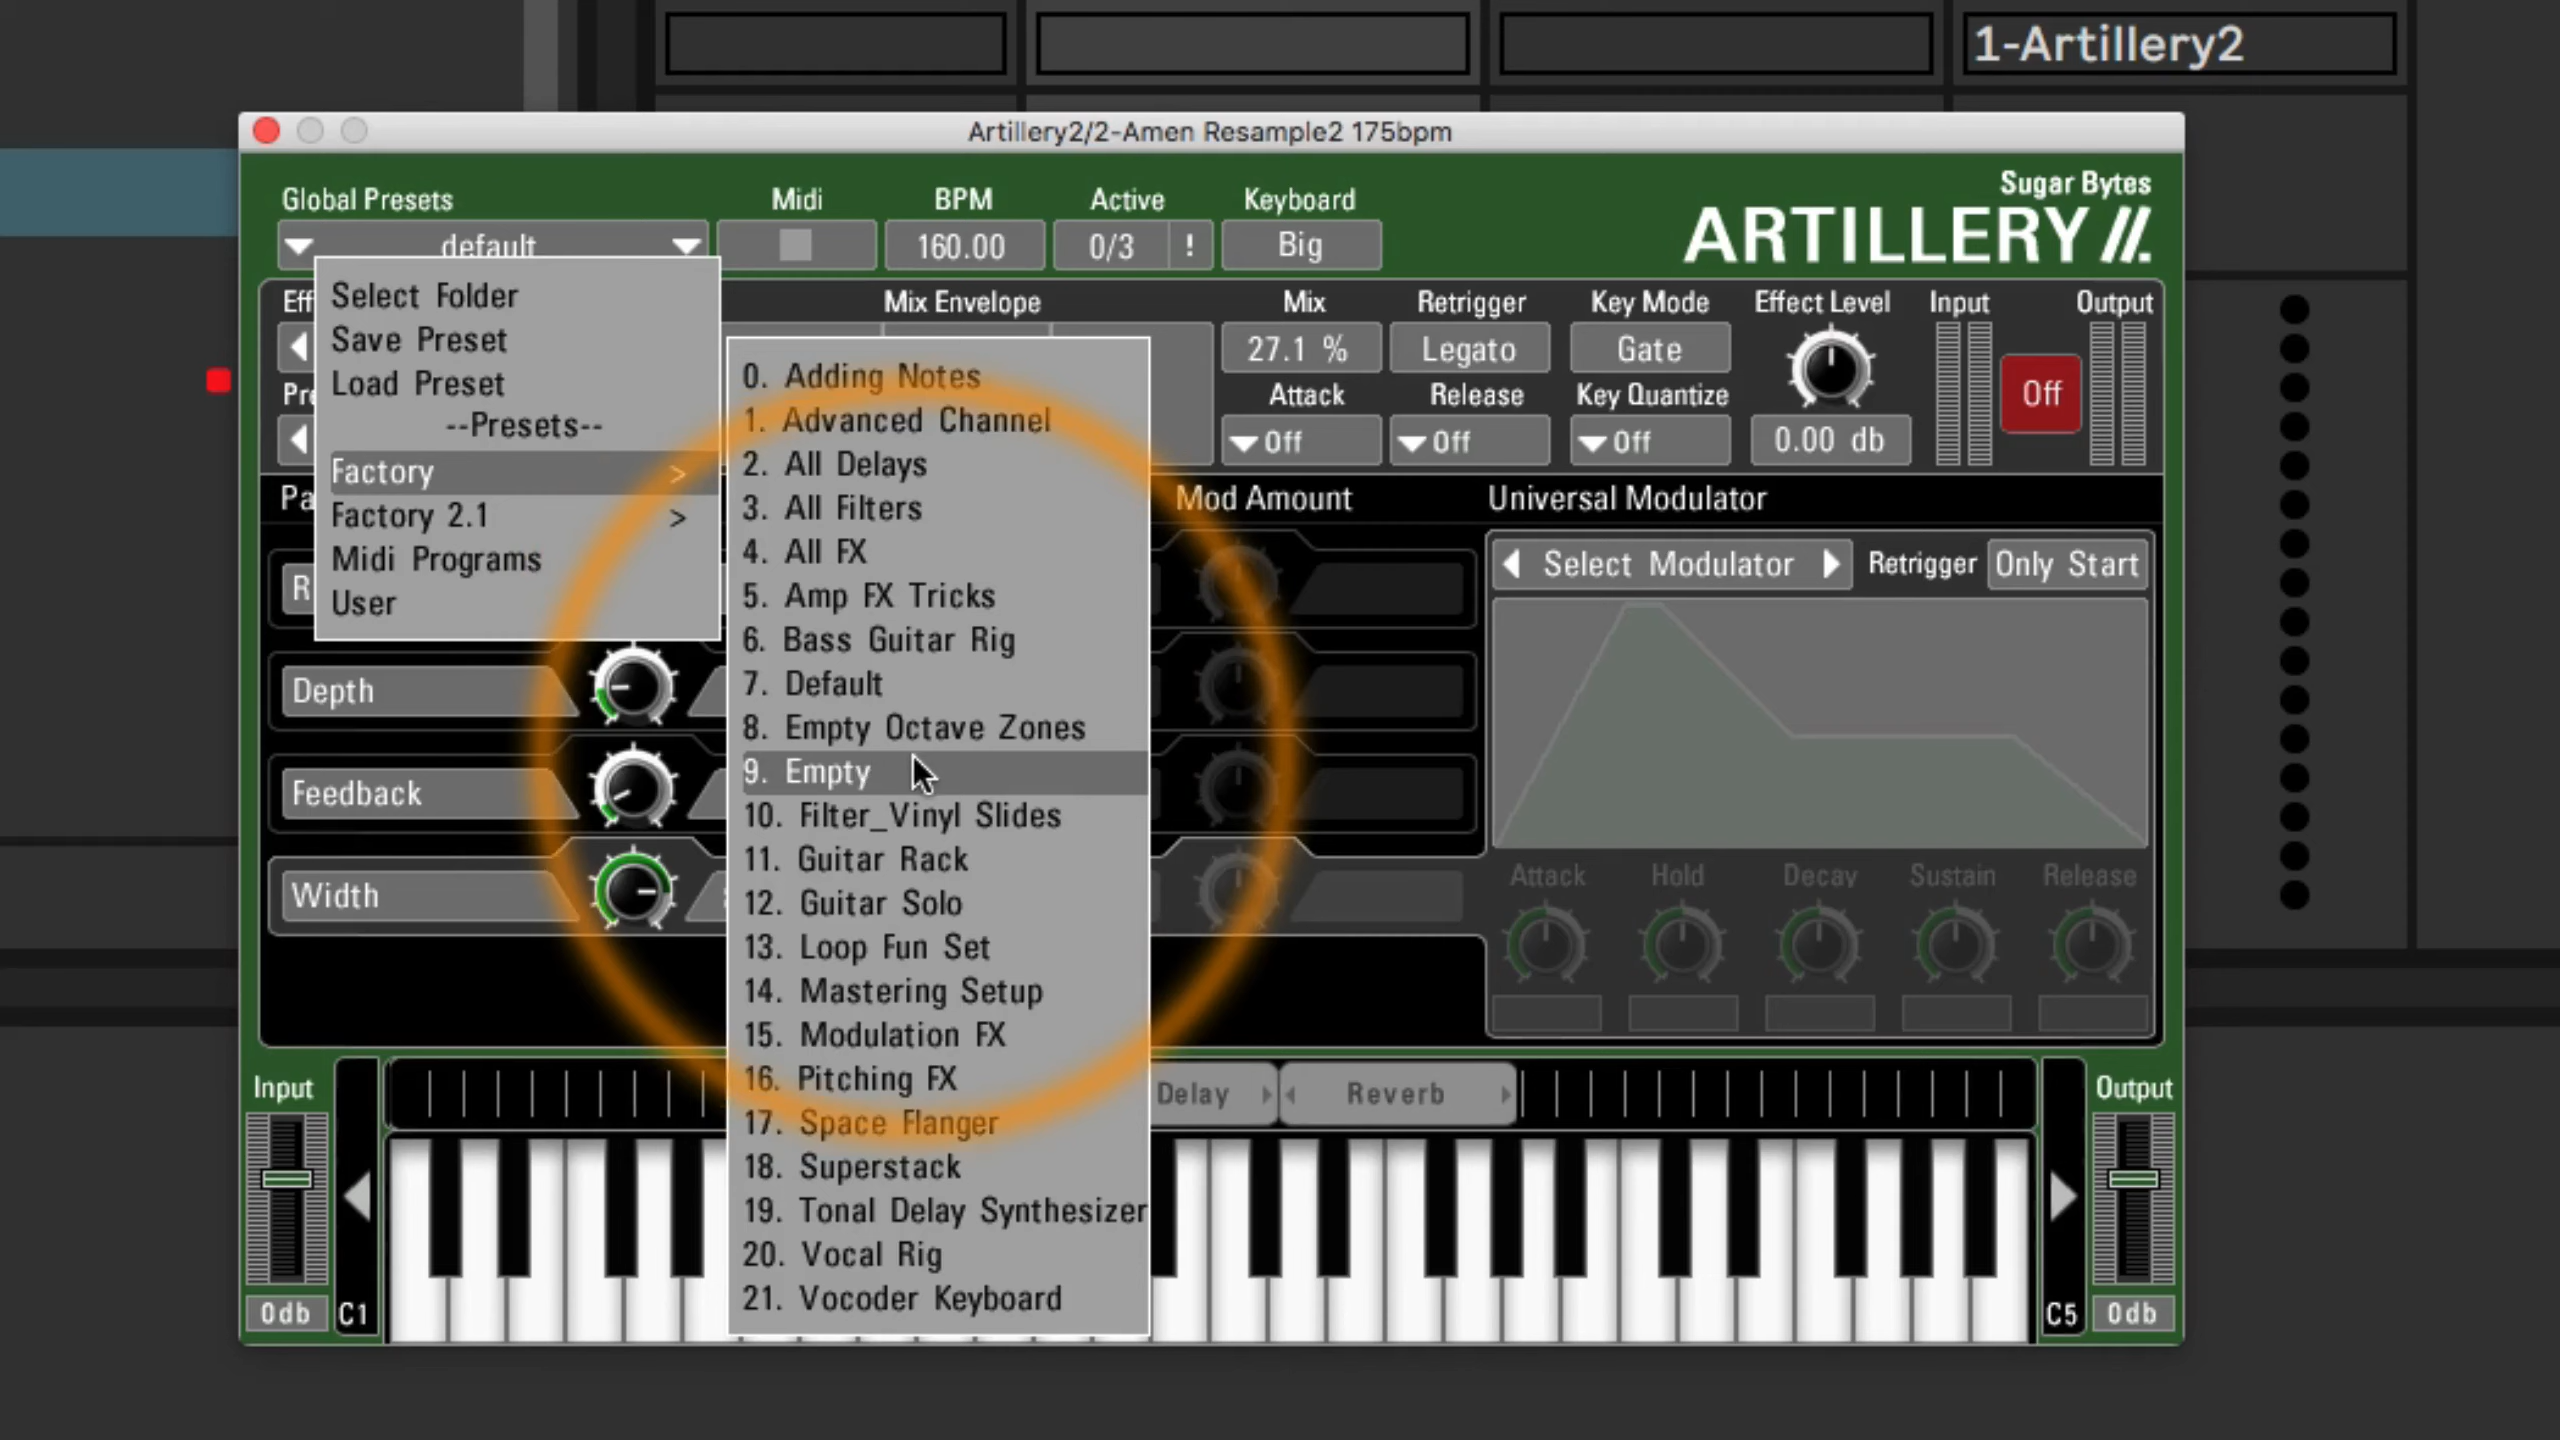 1-Artillery2
Artillery2/2-Amen Resample2 175bpm
Global Presets
Midi
BPM
Active
Keyboard
Sugar Bytes
ARTILLERY //.
default
160.00
0/3
!
Big
Select Folder
Save Preset
Load Preset
--Presets--
Factory >
Factory 2.1 >
Midi Programs
User
Mix Envelope
Mix
Retrigger
Key Mode
Effect Level
Input
Output
27.1 %
Legato
Gate
Off
Attack
Release
Key Quantize
Off
Off
Off
0.00 db
0. Adding Notes
1. Advanced Channel
2. All Delays
3. All Filters
4. All FX
5. Amp FX Tricks
6. Bass Guitar Rig
7. Default
8. Empty Octave Zones
9. Empty
10. Filter_Vinyl Slides
11. Guitar Rack
12. Guitar Solo
13. Loop Fun Set
14. Mastering Setup
15. Modulation FX
16. Pitching FX
17. Space Flanger
18. Superstack
19. Tonal Delay Synthesizer
20. Vocal Rig
21. Vocoder Keyboard
Mod Amount
Universal Modulator
Select Modulator
Retrigger
Only Start
Depth
Feedback
Width
Attack
Hold
Decay
Sustain
Release
Input
Delay
Reverb
Output
0db
C1
C5
0db